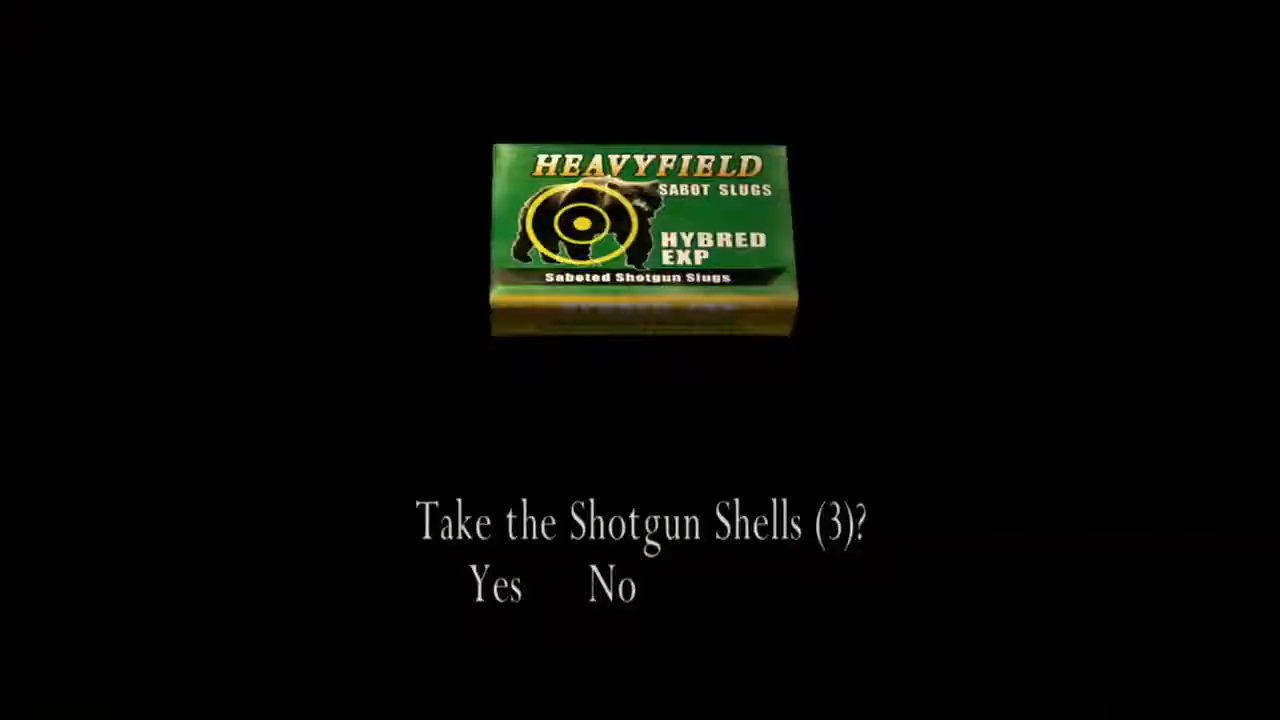 HEAVYFIELD
SABOT SLUGS
HYBRED
EXP
Saboted Shotgun Slugs
Take the Shotgun Shells (3)?
Yes No